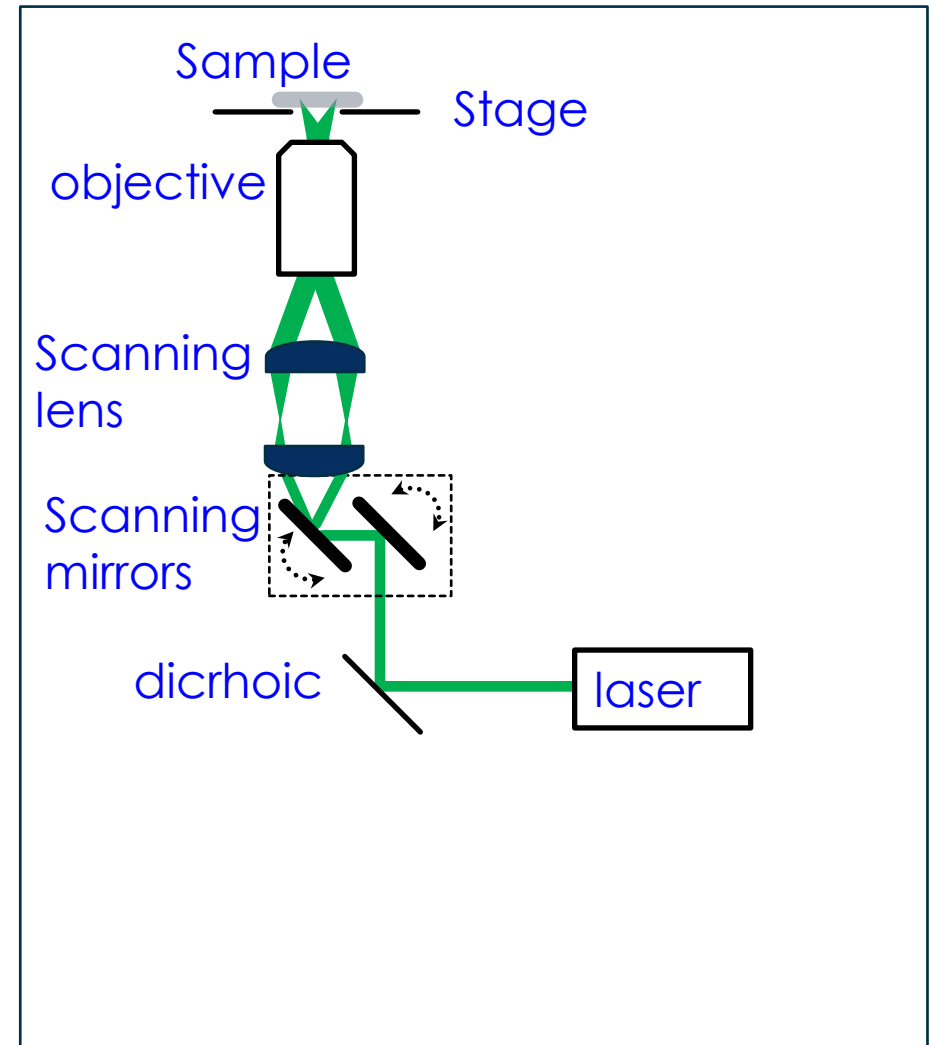 Sample
Stage
objective
Scanning
lens
Scanning
mirrors
dicrhoic
laser